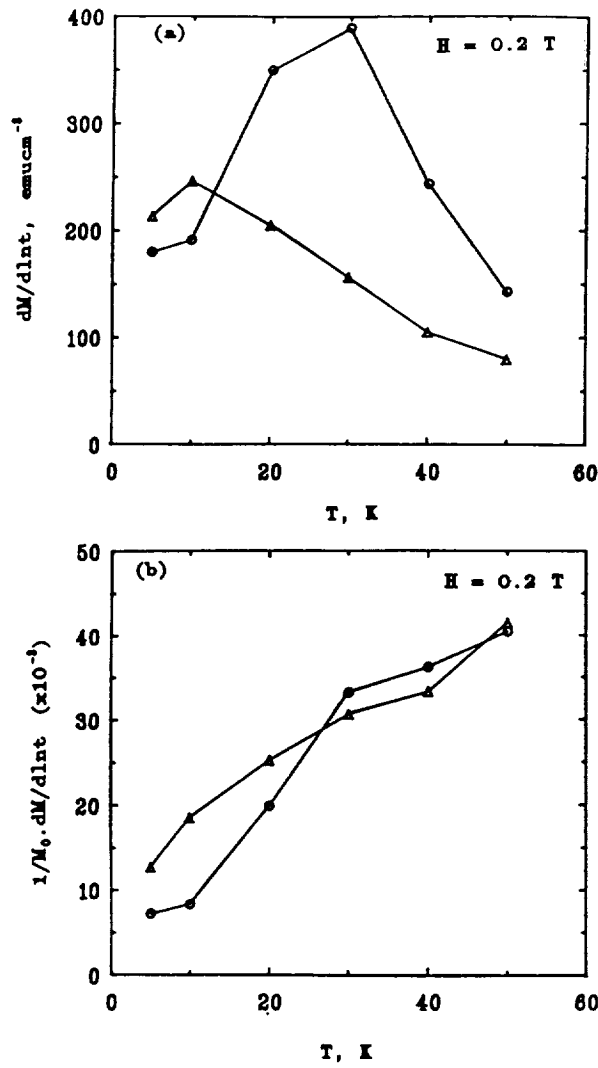 (a)
H = 0.2 T
400
300
200
100
0
dM/dlnt, emucm⁻³
0 20 40 60
T, K
(b)
H = 0.2 T
50
40
30
20
10
0
1/M₀.dM/dlnt (x10⁻³)
0 20 40 60
T, K